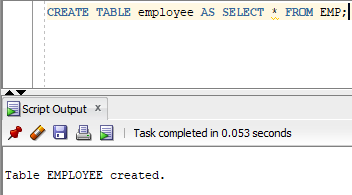 CREATE TABLE employee AS SELECT * FROM EMP;
Script Output x
Task completed in 0.053 seconds
Table EMPLOYEE created.